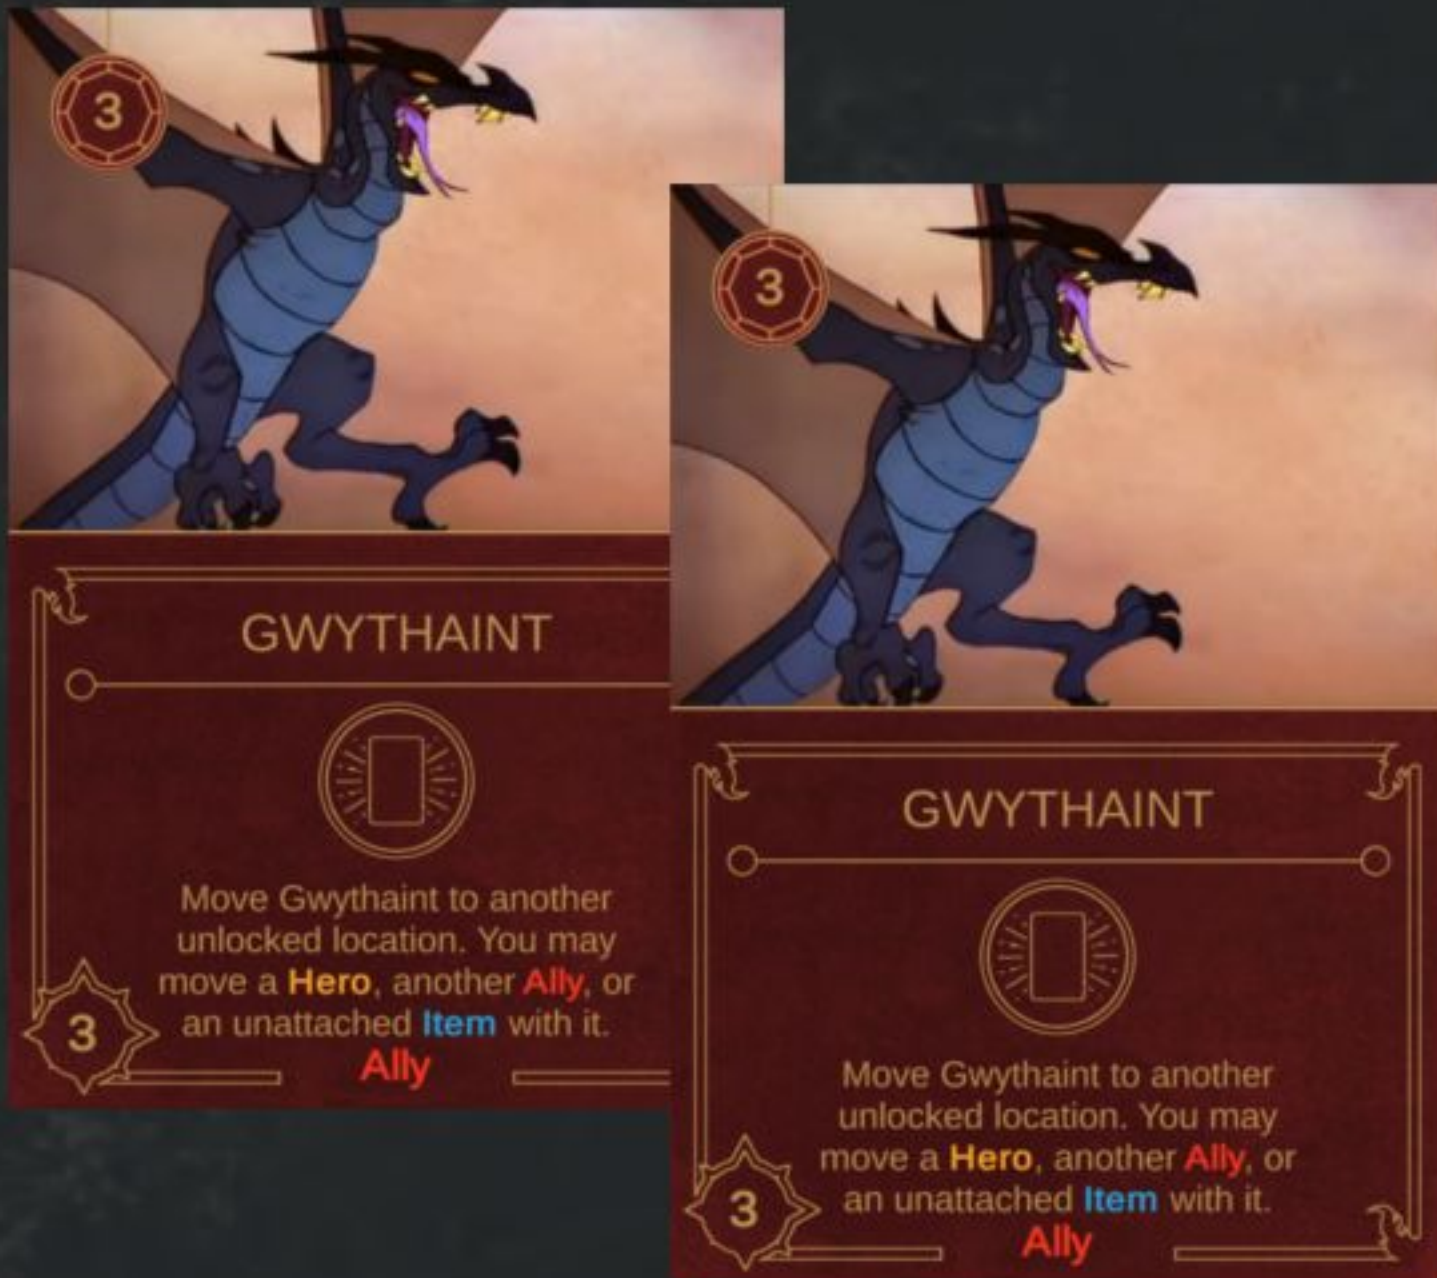 3
GWYTHAINT
Move Gwythaint to another
unlocked location. You may
move a Hero, another Ally, or
an unattached Item with it.
3
Ally
3
GWYTHAINT
Move Gwythaint to another
unlocked location. You may
move a Hero, another Ally, or
an unattached Item with it.
3
Ally